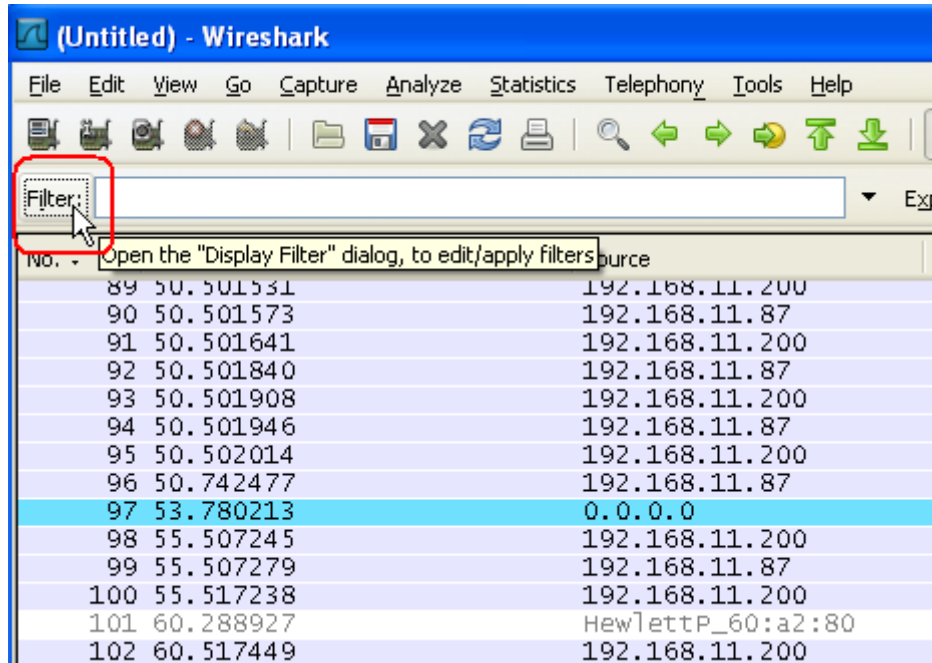 (Untitled) - Wireshark
File Edit View Go Capture Analyze Statistics Telephony Tools Help
Filter: Exp
Open the "Display Filter" dialog, to edit/apply filters
No. ource
89 50.501531 192.168.11.200
90 50.501573 192.168.11.87
91 50.501641 192.168.11.200
92 50.501840 192.168.11.87
93 50.501908 192.168.11.200
94 50.501946 192.168.11.87
95 50.502014 192.168.11.200
96 50.742477 192.168.11.87
97 53.780213 0.0.0.0
98 55.507245 192.168.11.200
99 55.507279 192.168.11.87
100 55.517238 192.168.11.200
101 60.288927 HewlettP_60:a2:80
102 60.517449 192.168.11.200